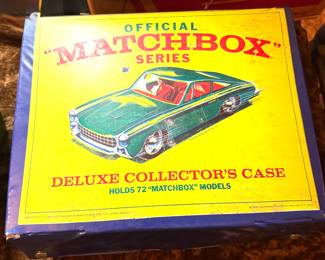 OFFICIAL
"MATCHBOX"
SERIES
DELUXE COLLECTOR'S CASE
HOLDS 72 "MATCHBOX" MODELS